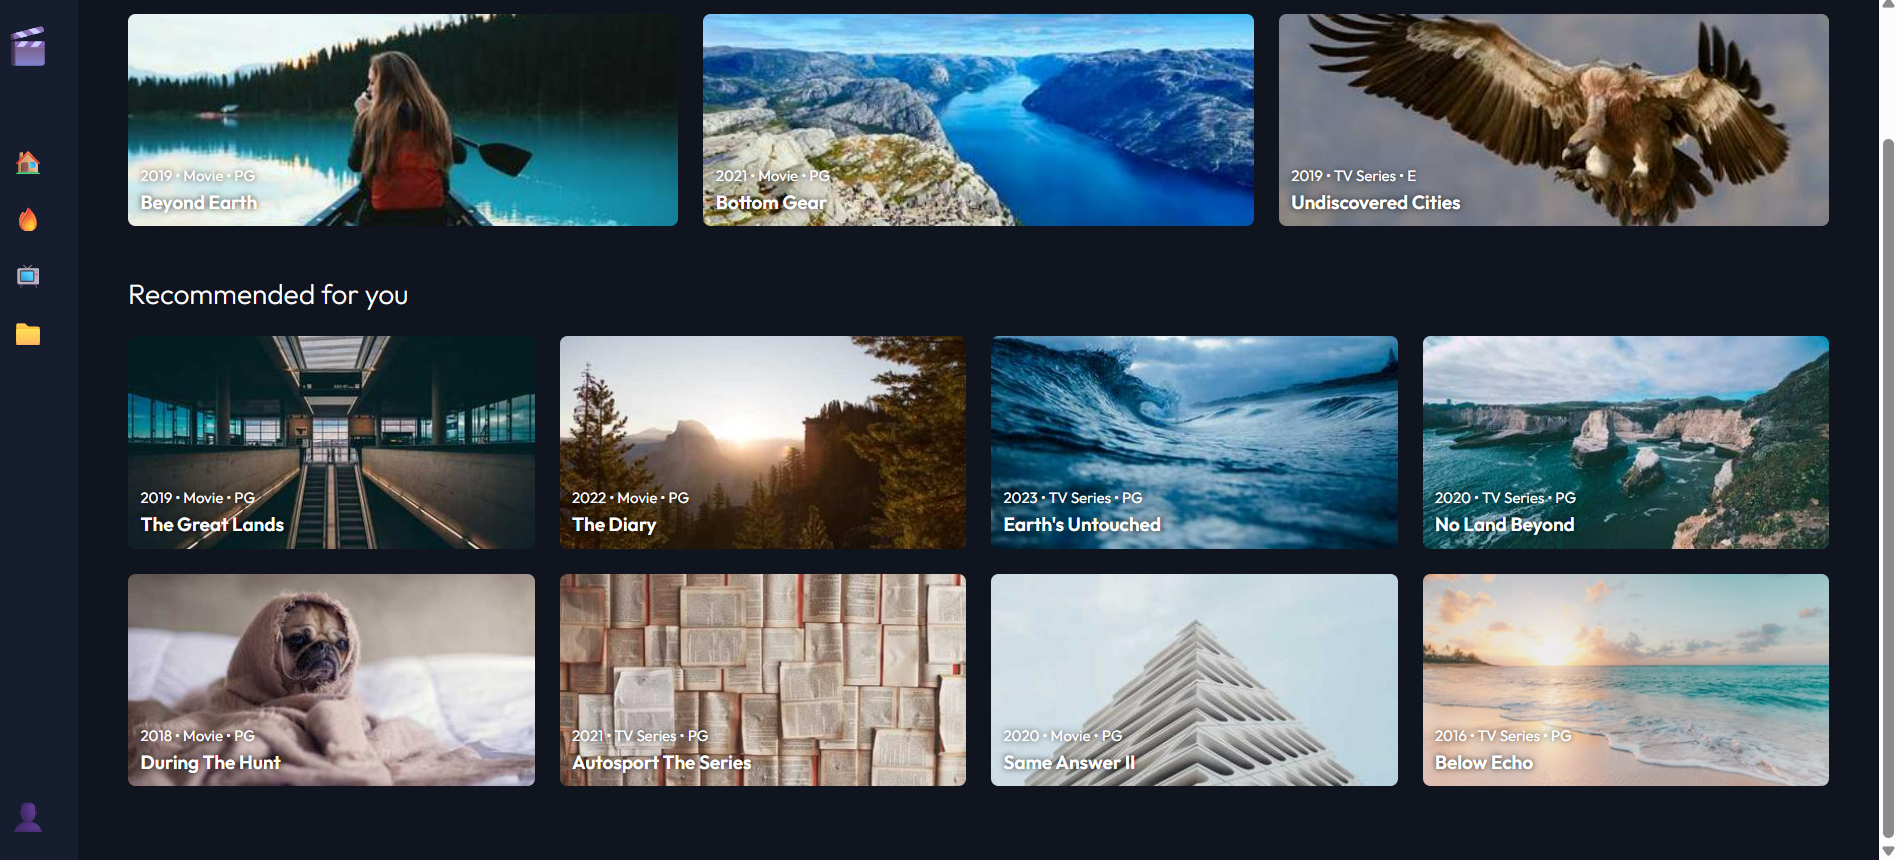 2019 • Movie • PG
Beyond Earth
2021 • Movie • PG
Bottom Gear
2019 • TV Series • E
Undiscovered Cities
Recommended for you
2019 • Movie • PG
The Great Lands
2022 • Movie • PG
The Diary
2023 • TV Series • PG
Earth's Untouched
2020 • TV Series • PG
No Land Beyond
2018 • Movie • PG
During The Hunt
2021 • TV Series • PG
Autosport The Series
2020 • Movie • PG
Same Answer II
2016 • TV Series • PG
Below Echo